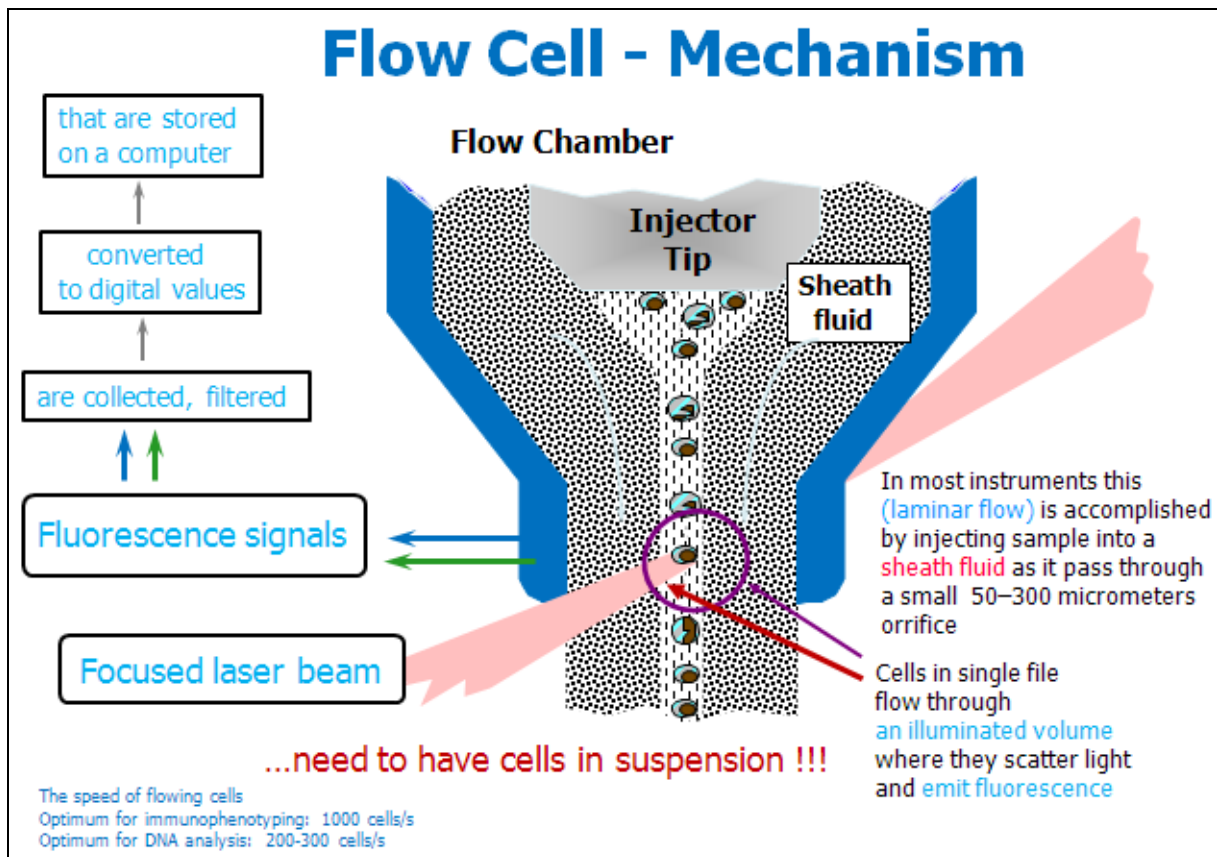 Flow Cell - Mechanism
that are stored
on a computer
converted
to digital values
are collected, filtered
Fluorescence signals
Focused laser beam
Flow Chamber
Injector
Tip
Sheath
fluid
In most instruments this
(laminar flow) is accomplished
by injecting sample into a
sheath fluid as it pass through
a small 50–300 micrometers
orrifice
Cells in single file
flow through
an illuminated volume
where they scatter light
and emit fluorescence
...need to have cells in suspension !!!
The speed of flowing cells
Optimum for immunophenotyping: 1000 cells/s
Optimum for DNA analysis: 200-300 cells/s